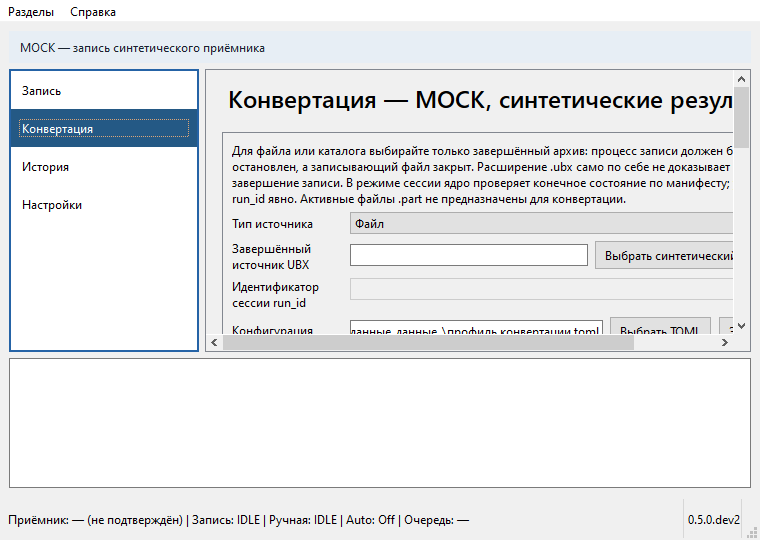 Разделы Справка
МОСК — запись синтетического приёмника
Запись
Конвертация
История
Настройки
Конвертация — МОСК, синтетические резул
Для файла или каталога выбирайте только завершённый архив: процесс записи должен б
остановлен, а записывающий файл закрыт. Расширение .ubx само по себе не доказывает
завершение записи. В режиме сессии ядро проверяет конечное состояние по манифесту;
run_id явно. Активные файлы .part не предназначены для конвертации.
Тип источника Файл
Завершённый
источник UBX
Выбрать синтетический
Идентификатор
сессии run_id
Конфигурация данные_данные_\профиль конвертации.toml Выбрать TOML
Приёмник: — (не подтверждён) | Запись: IDLE | Ручная: IDLE | Auto: Off | Очередь: —
0.5.0.dev2